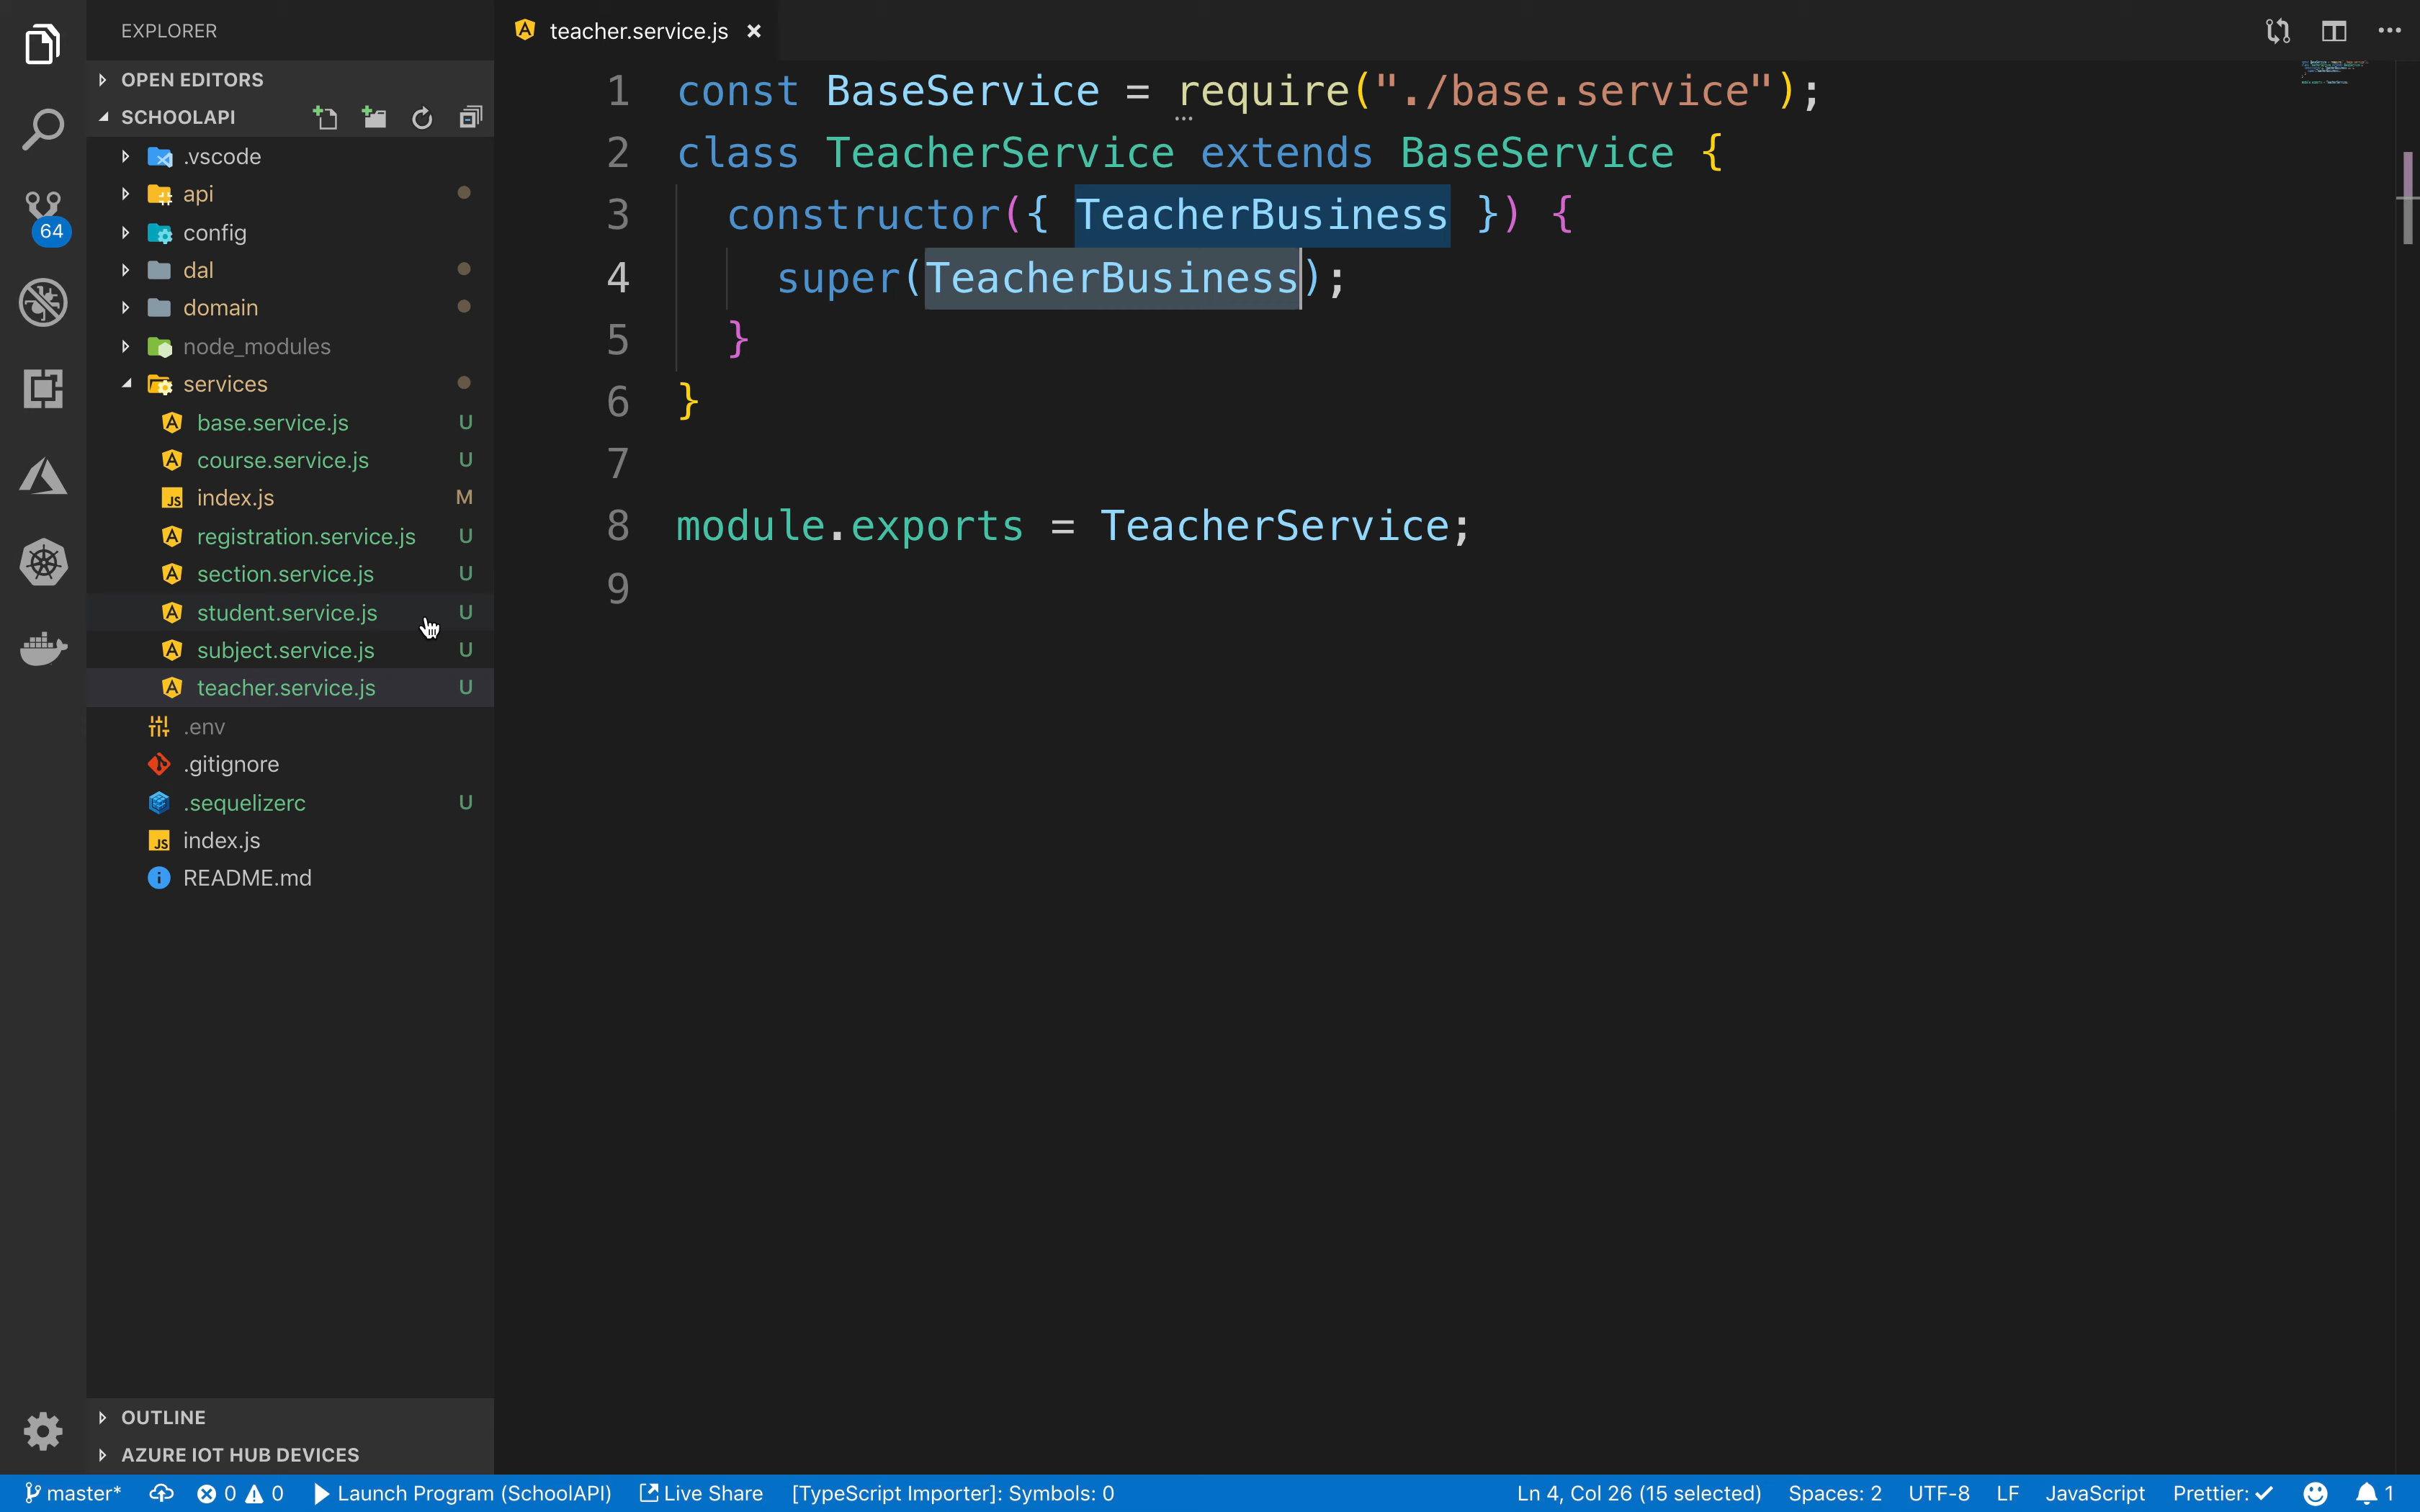 EXPLORER
OPEN EDITORS
SCHOOLAPI
.vscode
api
config
dal
domain
node_modules
services
base.service.js U
course.service.js U
index.js M
registration.service.js U
section.service.js U
student.service.js U
subject.service.js U
teacher.service.js U
.env
.gitignore
.sequelizerc U
index.js
README.md
OUTLINE
AZURE IOT HUB DEVICES
64
teacher.service.js
1 const BaseService = require("./base.service");
2 class TeacherService extends BaseService {
3 constructor({ TeacherBusiness }) {
4 super(TeacherBusiness);
5 }
6 }
7
8 module.exports = TeacherService;
9
master* 0 0 Launch Program (SchoolAPI) Live Share [TypeScript Importer]: Symbols: 0 Ln 4, Col 26 (15 selected) Spaces: 2 UTF-8 LF JavaScript Prettier: 1